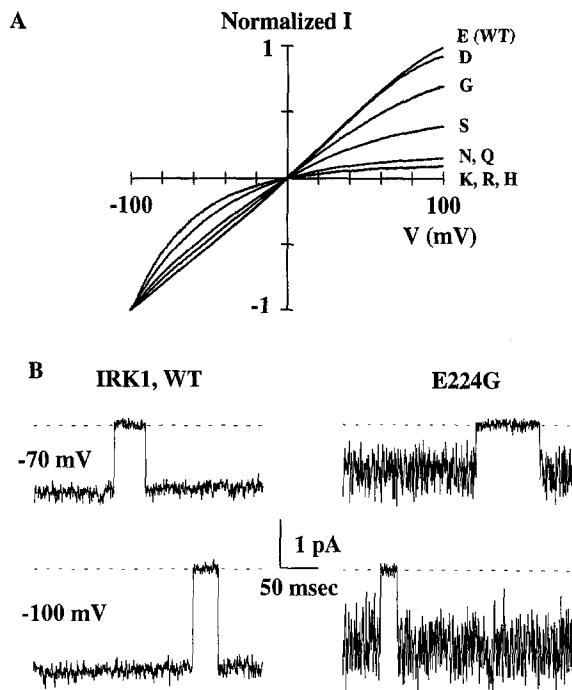 A
Normalized I
1
E (WT)
D
G
S
N, Q
K, R, H
-100
100
V (mV)
-1
B
IRK1, WT
E224G
-70 mV
1 pA
50 msec
-100 mV